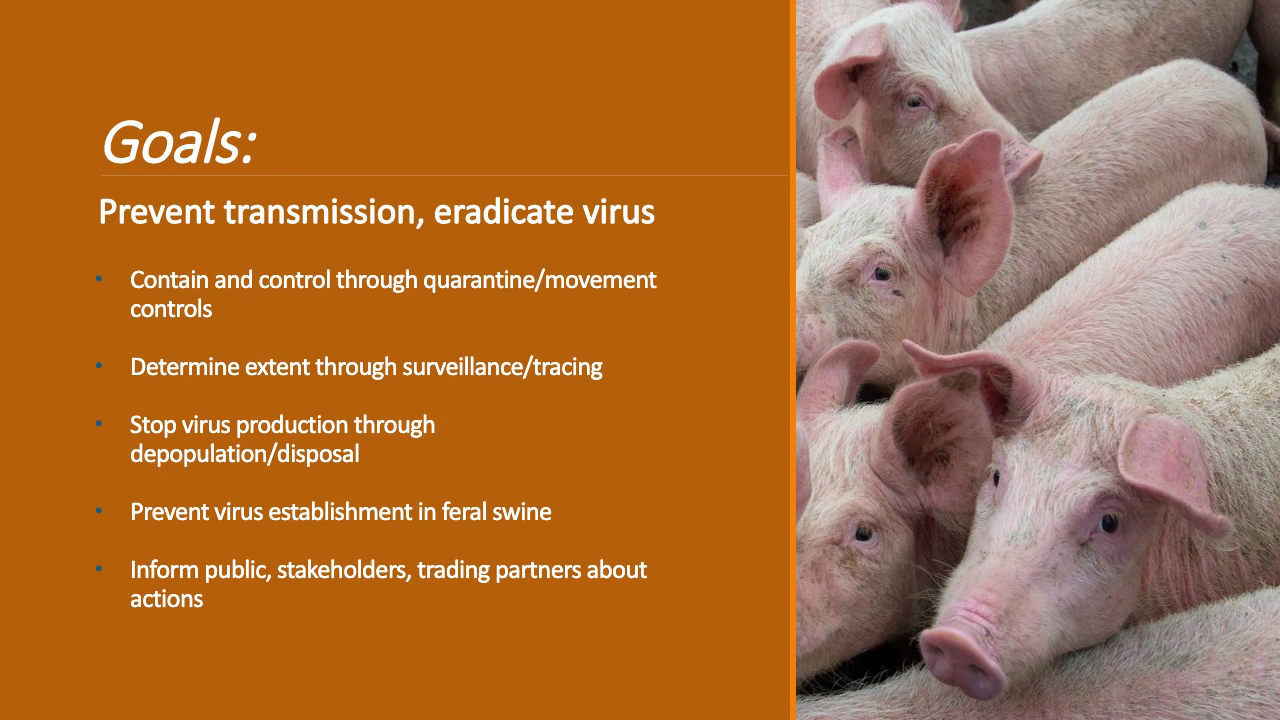 Goals:
Prevent transmission, eradicate virus
• Contain and control through quarantine/movement
controls
• Determine extent through surveillance/tracing
• Stop virus production through
depopulation/disposal
• Prevent virus establishment in feral swine
• Inform public, stakeholders, trading partners about
actions